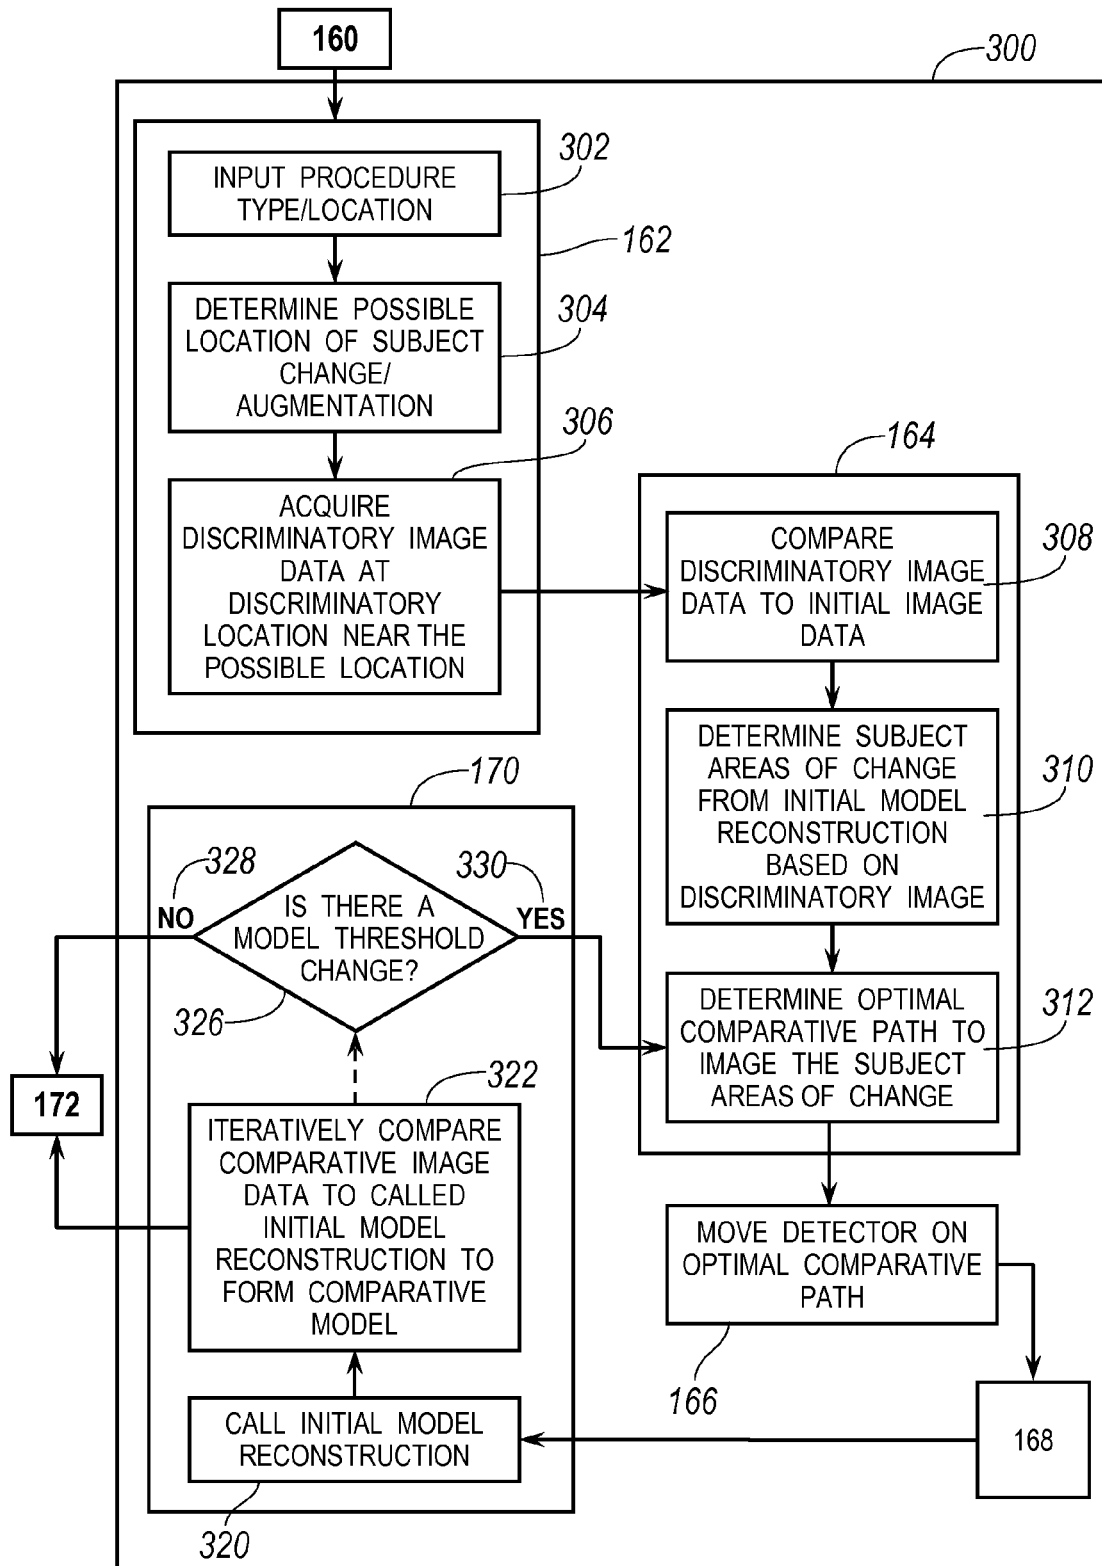 160
300
302
INPUT PROCEDURE
TYPE/LOCATION
162
DETERMINE POSSIBLE
LOCATION OF SUBJECT
CHANGE/
AUGMENTATION
304
306
ACQUIRE
DISCRIMINATORY IMAGE
DATA AT
DISCRIMINATORY
LOCATION NEAR THE
POSSIBLE LOCATION
164
COMPARE
DISCRIMINATORY IMAGE
DATA TO INITIAL IMAGE
DATA
308
DETERMINE SUBJECT
AREAS OF CHANGE
FROM INITIAL MODEL
RECONSTRUCTION
BASED ON
DISCRIMINATORY IMAGE
310
DETERMINE OPTIMAL
COMPARATIVE PATH TO
IMAGE THE SUBJECT
AREAS OF CHANGE
312
170
328
330
NO
YES
IS THERE A
MODEL THRESHOLD
CHANGE?
326
172
322
ITERATIVELY COMPARE
COMPARATIVE IMAGE
DATA TO CALLED
INITIAL MODEL
RECONSTRUCTION TO
FORM COMPARATIVE
MODEL
MOVE DETECTOR ON
OPTIMAL COMPARATIVE
PATH
166
168
CALL INITIAL MODEL
RECONSTRUCTION
320